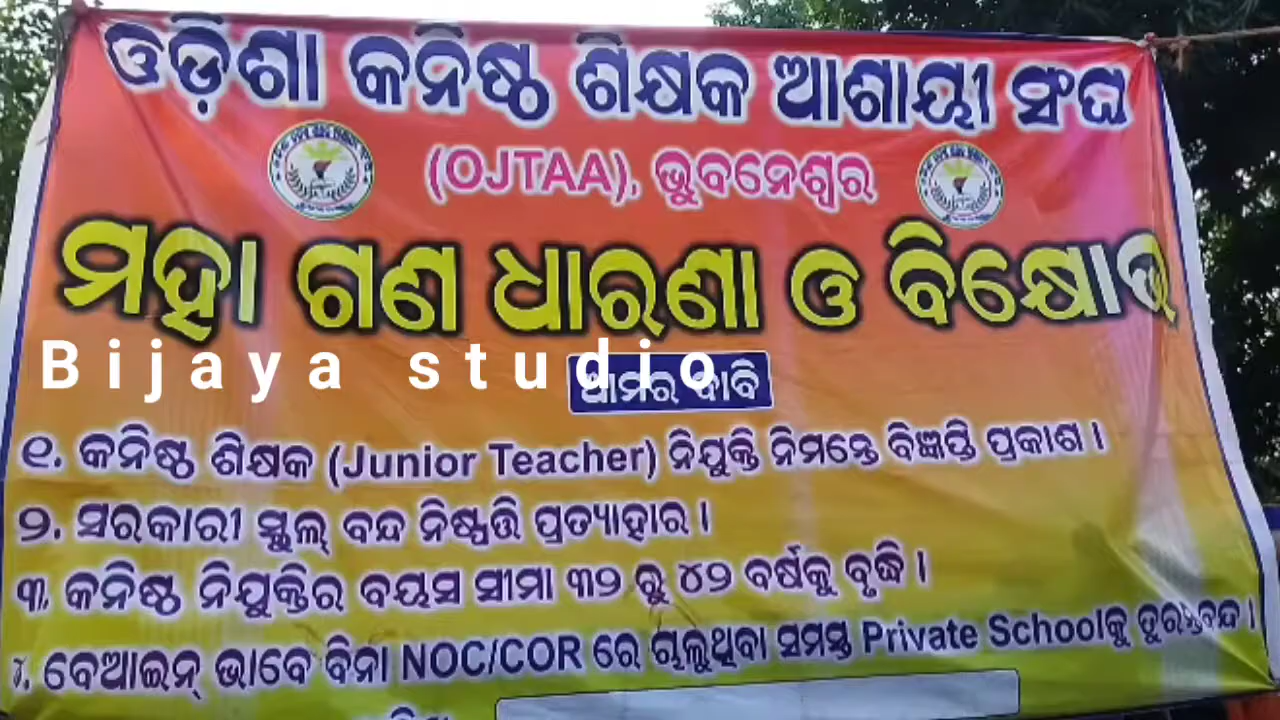 ଓଡ଼ିଶା କନିଷ୍ଠ ଶିକ୍ଷକ ଆଶାୟୀ ସଂଘ
(OJTAA), ଭୁବନେଶ୍ୱର
ମହା ଗଣ ଧାରଣା ଓ ବିକ୍ଷୋଭ
Bijaya studio
ଆମର ଦାବି
୧. କନିଷ୍ଠ ଶିକ୍ଷକ (Junior Teacher) ନିଯୁକ୍ତି ନିମନ୍ତେ ବିଜ୍ଞପ୍ତି ପ୍ରକାଶ ।
୨. ସରକାରୀ ସ୍କୁଲ୍ ବନ୍ଦ ନିଷ୍ପତ୍ତି ପ୍ରତ୍ୟାହାର ।
୩. କନିଷ୍ଠ ନିଯୁକ୍ତିର ବୟସ ସୀମା ୩୨ ରୁ ୪୨ ବର୍ଷକୁ ବୃଦ୍ଧି ।
୪. ବେଆଇନ୍ ଭାବେ ବିନା NOC/COR ରେ ଚାଲୁଥିବା ସମସ୍ତ Private Schoolକୁ ତୁରନ୍ତ ବନ୍ଦ ।